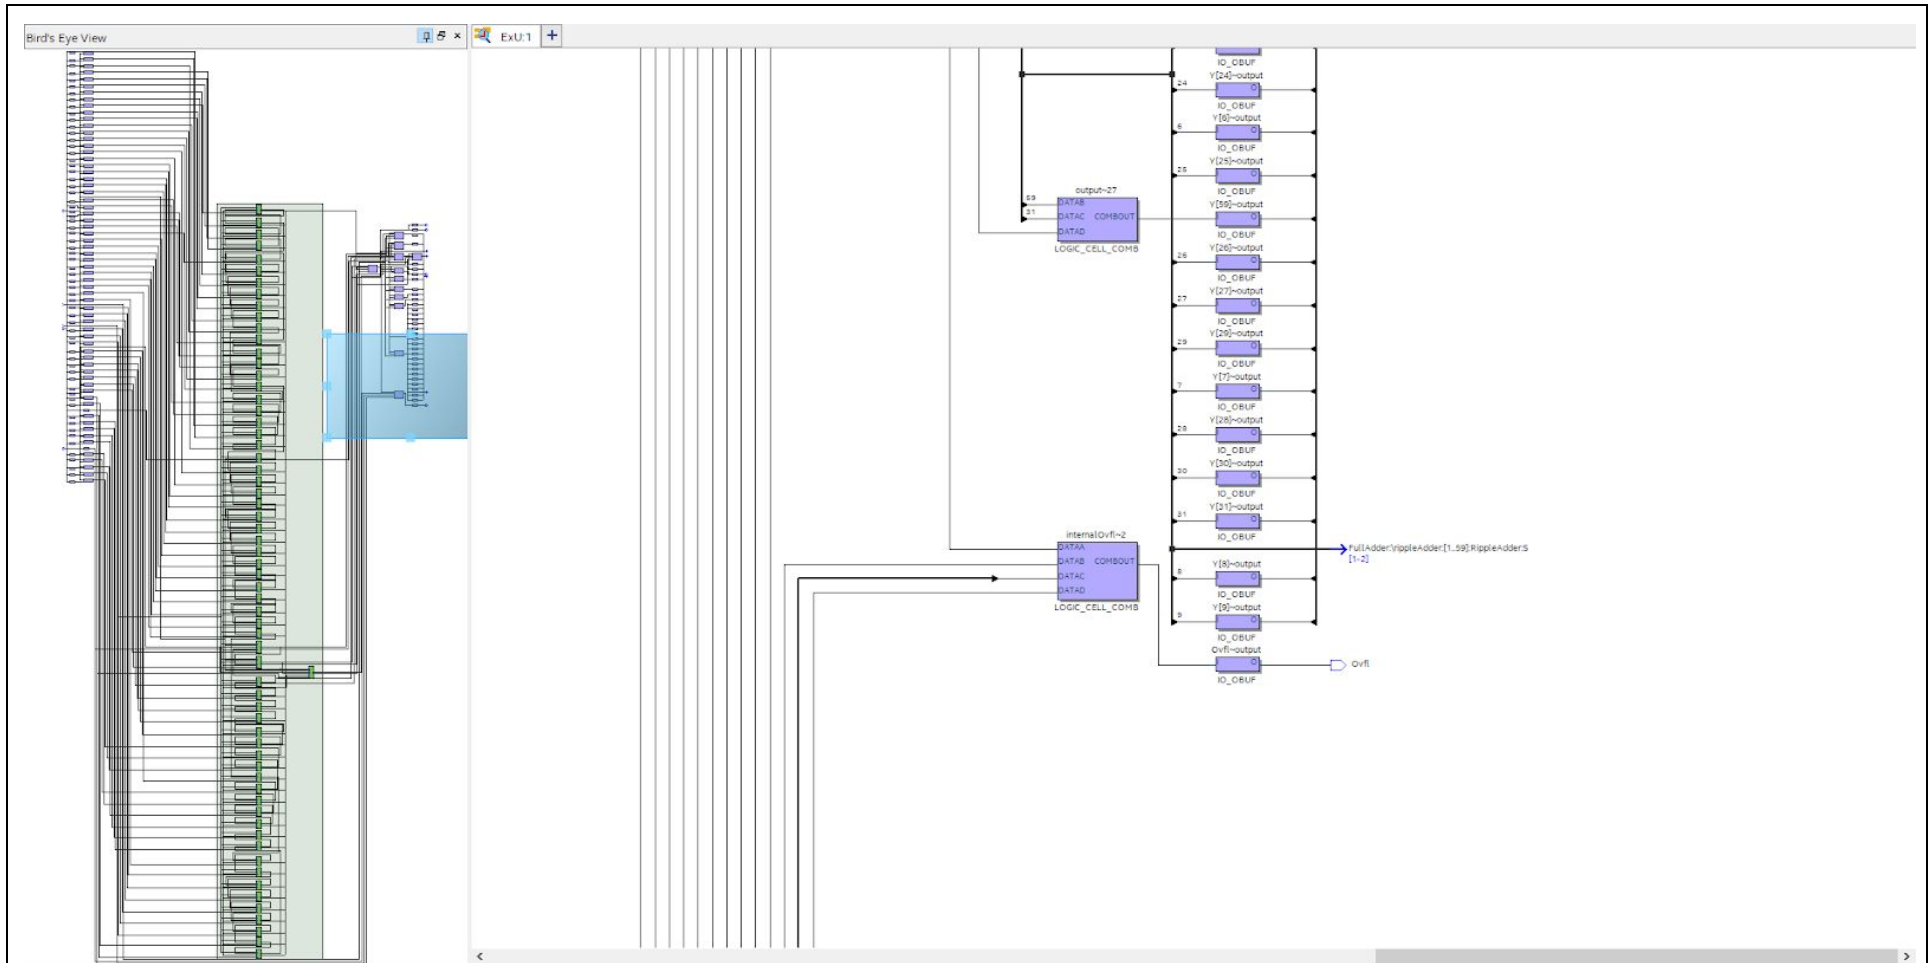 Bird's Eye View
ExU:1
IO_OBUF
Y[24]~output
24
IO_OBUF
Y[6]~output
6
IO_OBUF
Y[25]~output
25
IO_OBUF
output~27
59
DATAB
31
DATAC COMBOUT
DATAD
LOGIC_CELL_COMB
Y[59]~output
IO_OBUF
Y[26]~output
26
IO_OBUF
Y[27]~output
27
IO_OBUF
Y[29]~output
29
IO_OBUF
Y[7]~output
7
IO_OBUF
Y[28]~output
28
IO_OBUF
Y[30]~output
30
IO_OBUF
Y[31]~output
31
IO_OBUF
internalOvfl~2
DATAA
DATAB COMBOUT
DATAC
DATAD
LOGIC_CELL_COMB
FullAdder:\rippleAdder:[1..59]:RippleAdder:S
[1-2]
Y[8]~output
8
IO_OBUF
Y[9]~output
9
IO_OBUF
Ovfl~output
Ovfl
IO_OBUF